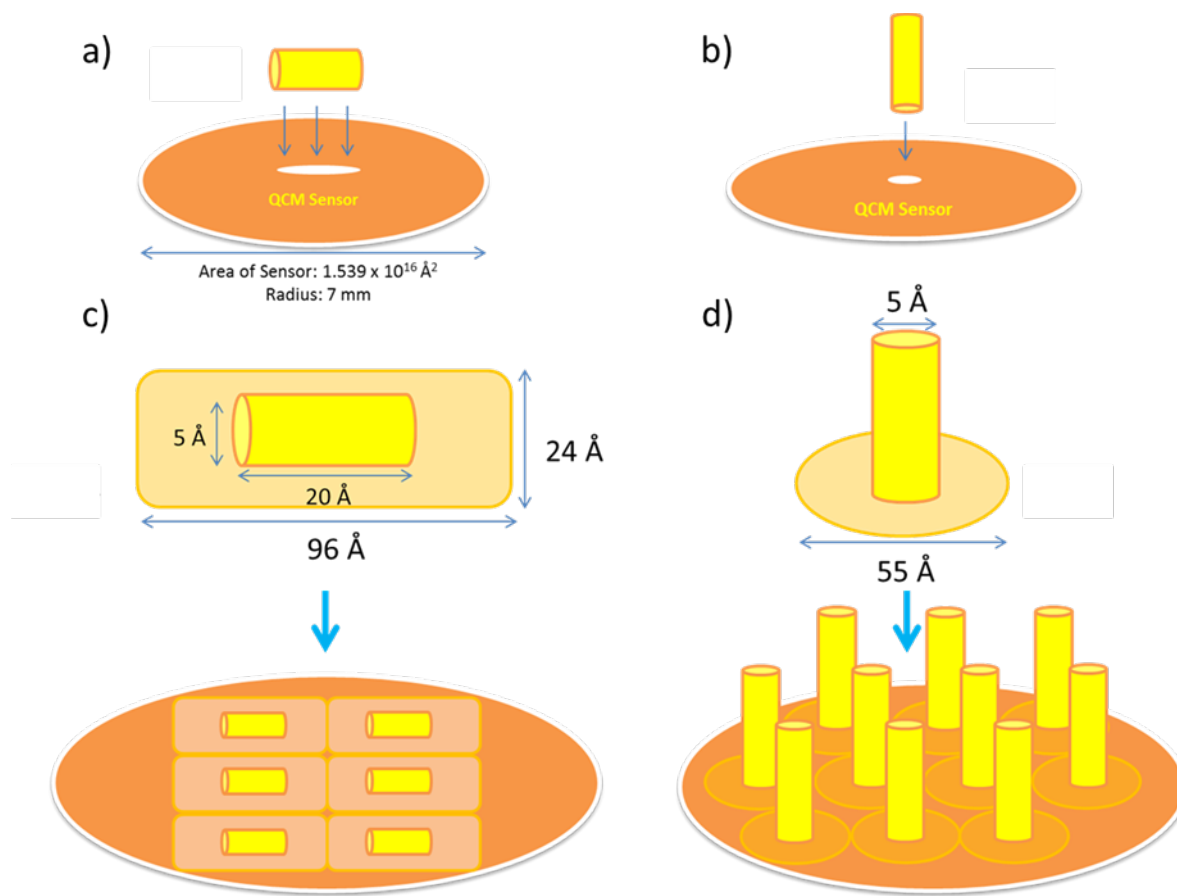 a)
QCM Sensor
Area of Sensor: 1.539 x 10¹⁶ Å²
Radius: 7 mm
b)
QCM Sensor
c)
5 Å
20 Å
24 Å
96 Å
d)
5 Å
55 Å